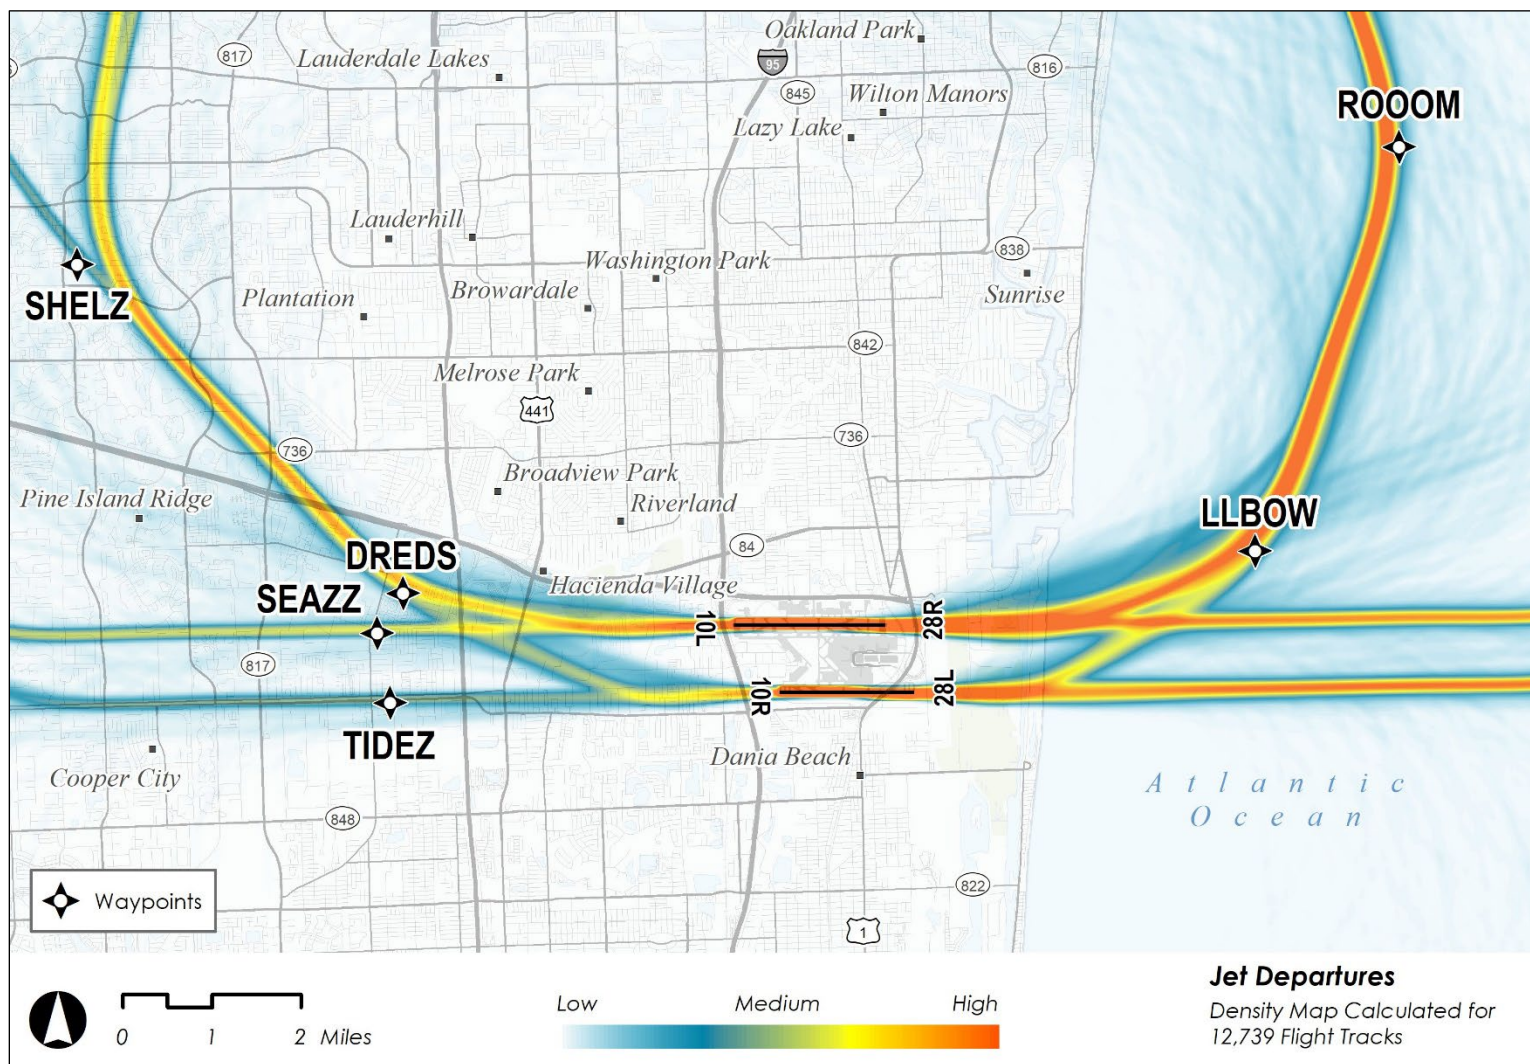 Oakland Park
817
Lauderdale Lakes
95
816
845
Wilton Manors
ROOOM
Lazy Lake
Lauderhill
838
Washington Park
SHELZ
Plantation
Browardale
Sunrise
842
Melrose Park
441
736
736
Broadview Park
Pine Island Ridge
Riverland
LLBOW
84
DREDS
Hacienda Village
SEAZZ
10L
28R
817
10R
28L
TIDEZ
Dania Beach
Cooper City
Atlantic
Ocean
848
822
Waypoints
1
Jet Departures
Low Medium High
Density Map Calculated for
12,739 Flight Tracks
0 1 2 Miles